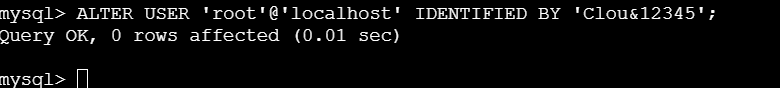 mysql> ALTER USER 'root'@'localhost' IDENTIFIED BY 'Clou&12345';
Query OK, 0 rows affected (0.01 sec)
mysql>